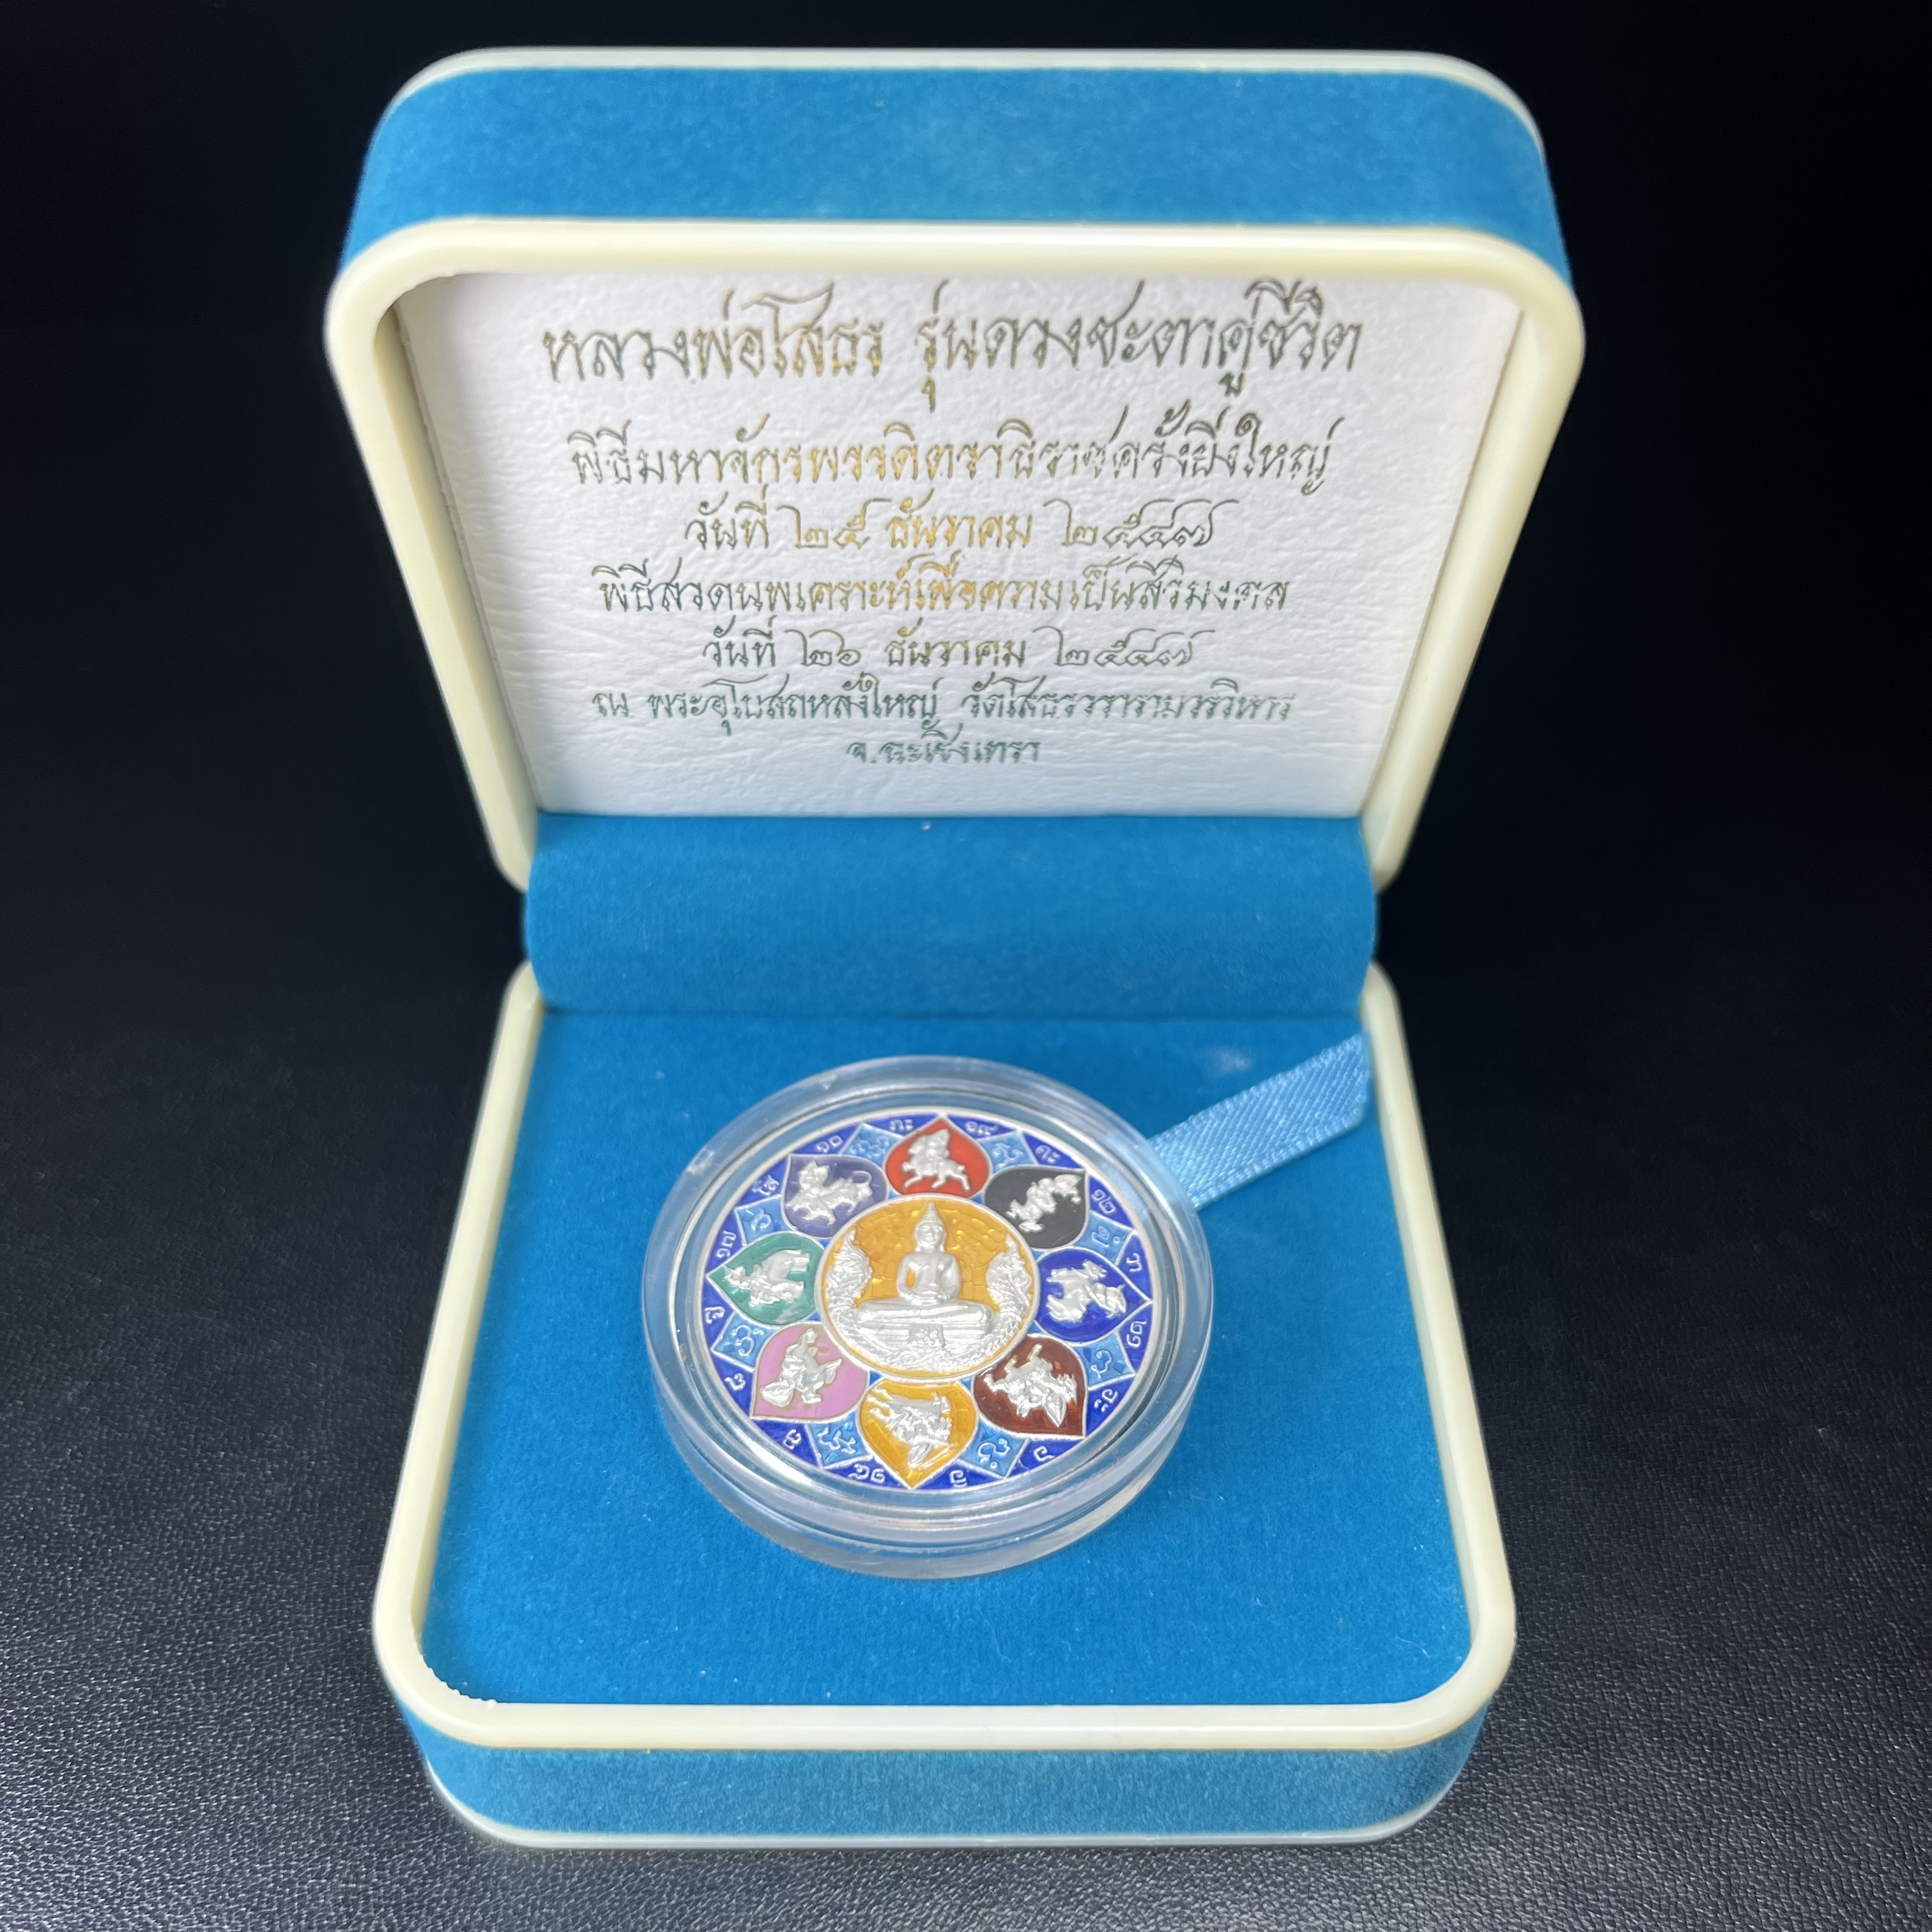 หลวงพ่อโสธร รุ่นดวงชะตาคู่ชีวิต
พิธีมหาจักรพรรดิตราธิราชครั้งยิ่งใหญ่
วันที่ ๒๕ ธันวาคม ๒๕๔๗
พิธีสวดนพเคราะห์เพื่อความเป็นสิริมงคล
วันที่ ๒๖ ธันวาคม ๒๕๔๗
ณ พระอุโบสถหลังใหญ่ วัดโสธรวรารามวรวิหาร
จ.ฉะเชิงเทรา